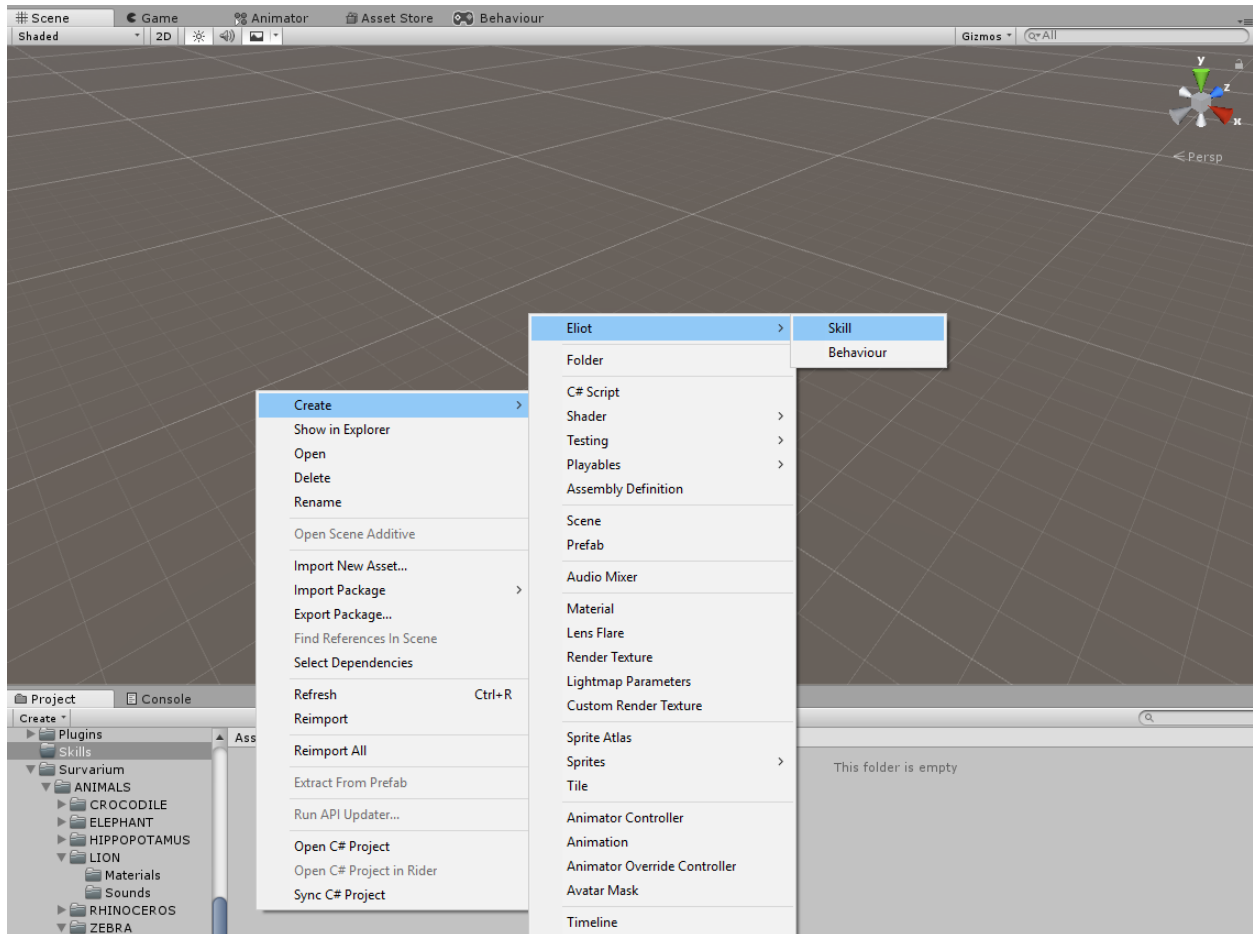 Scene Game Animator Asset Store Behaviour
Shaded 2D Gizmos All
y
z
x
Persp
Eliot
Skill
Behaviour
Folder
C# Script
Shader
Testing
Playables
Assembly Definition
Scene
Prefab
Audio Mixer
Material
Lens Flare
Render Texture
Lightmap Parameters
Custom Render Texture
Sprite Atlas
Sprites
Tile
Animator Controller
Animation
Animator Override Controller
Avatar Mask
Timeline
Create
Show in Explorer
Open
Delete
Rename
Open Scene Additive
Import New Asset...
Import Package
Export Package...
Find References In Scene
Select Dependencies
Refresh Ctrl+R
Reimport
Reimport All
Extract From Prefab
Run API Updater...
Open C# Project
Open C# Project in Rider
Sync C# Project
Project Console
Create
Plugins
Skills
Survarium
ANIMALS
CROCODILE
ELEPHANT
HIPPOPOTAMUS
LION
Materials
Sounds
RHINOCEROS
ZEBRA
Ass
This folder is empty